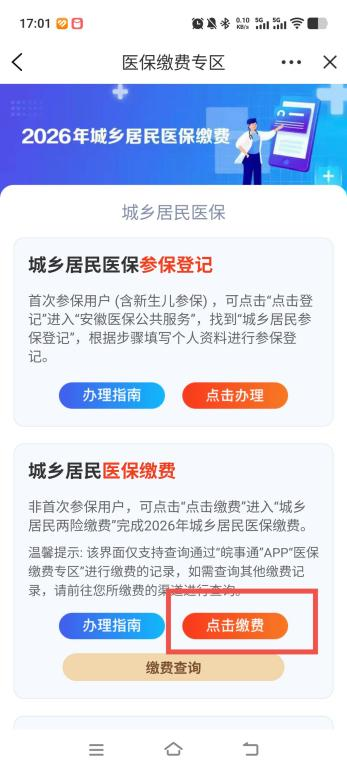 17:01
0.10
KB/s
5G
5G
医保缴费专区
2026年城乡居民医保缴费
城乡居民医保
城乡居民医保参保登记
首次参保用户 (含新生儿参保) ，可点击“点击登
记”进入“安徽医保公共服务”，找到“城乡居民参
保登记”，根据步骤填写个人资料进行参保登
记。
办理指南
点击办理
城乡居民医保缴费
非首次参保用户，可点击“点击缴费”进入“城乡
居民两险缴费”完成2026年城乡居民医保缴费。
温馨提示: 该界面仅支持查询通过“皖事通”APP“医保
缴费专区”进行缴费的记录，如需查询其他缴费记
录，请前往您所缴费的渠道进行查询。
办理指南
点击缴费
缴费查询